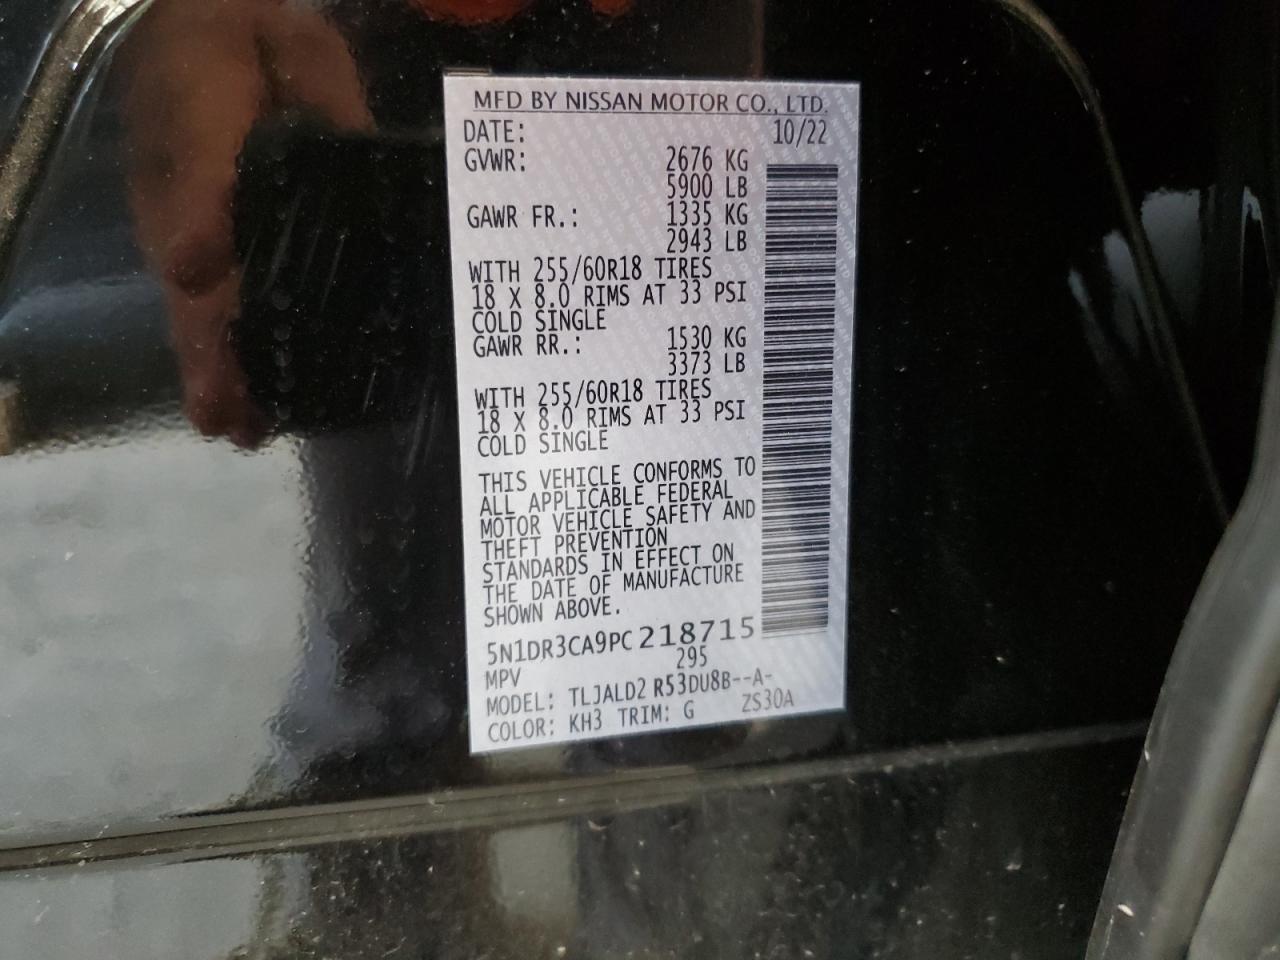 MFD BY NISSAN MOTOR CO., LTD.
DATE: 10/22
GVWR: 2676 KG
5900 LB
GAWR FR.: 1335 KG
2943 LB
WITH 255/60R18 TIRES
18 X 8.0 RIMS AT 33 PSI
COLD SINGLE
GAWR RR.: 1530 KG
3373 LB
WITH 255/60R18 TIRES
18 X 8.0 RIMS AT 33 PSI
COLD SINGLE
THIS VEHICLE CONFORMS TO
ALL APPLICABLE FEDERAL
MOTOR VEHICLE SAFETY AND
THEFT PREVENTION
STANDARDS IN EFFECT ON
THE DATE OF MANUFACTURE
SHOWN ABOVE.
5N1DR3CA9PC218715
MPV 295
MODEL: TLJALD2 R53DU8B--A-
COLOR: KH3 TRIM: G ZS30A